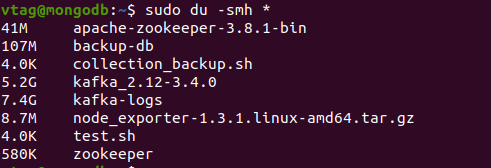 vtag@mongodb:~$ sudo du -smh *
41M apache-zookeeper-3.8.1-bin
107M backup-db
4.0K collection_backup.sh
5.2G kafka_2.12-3.4.0
7.4G kafka-logs
8.7M node_exporter-1.3.1.linux-amd64.tar.gz
4.0K test.sh
580K zookeeper